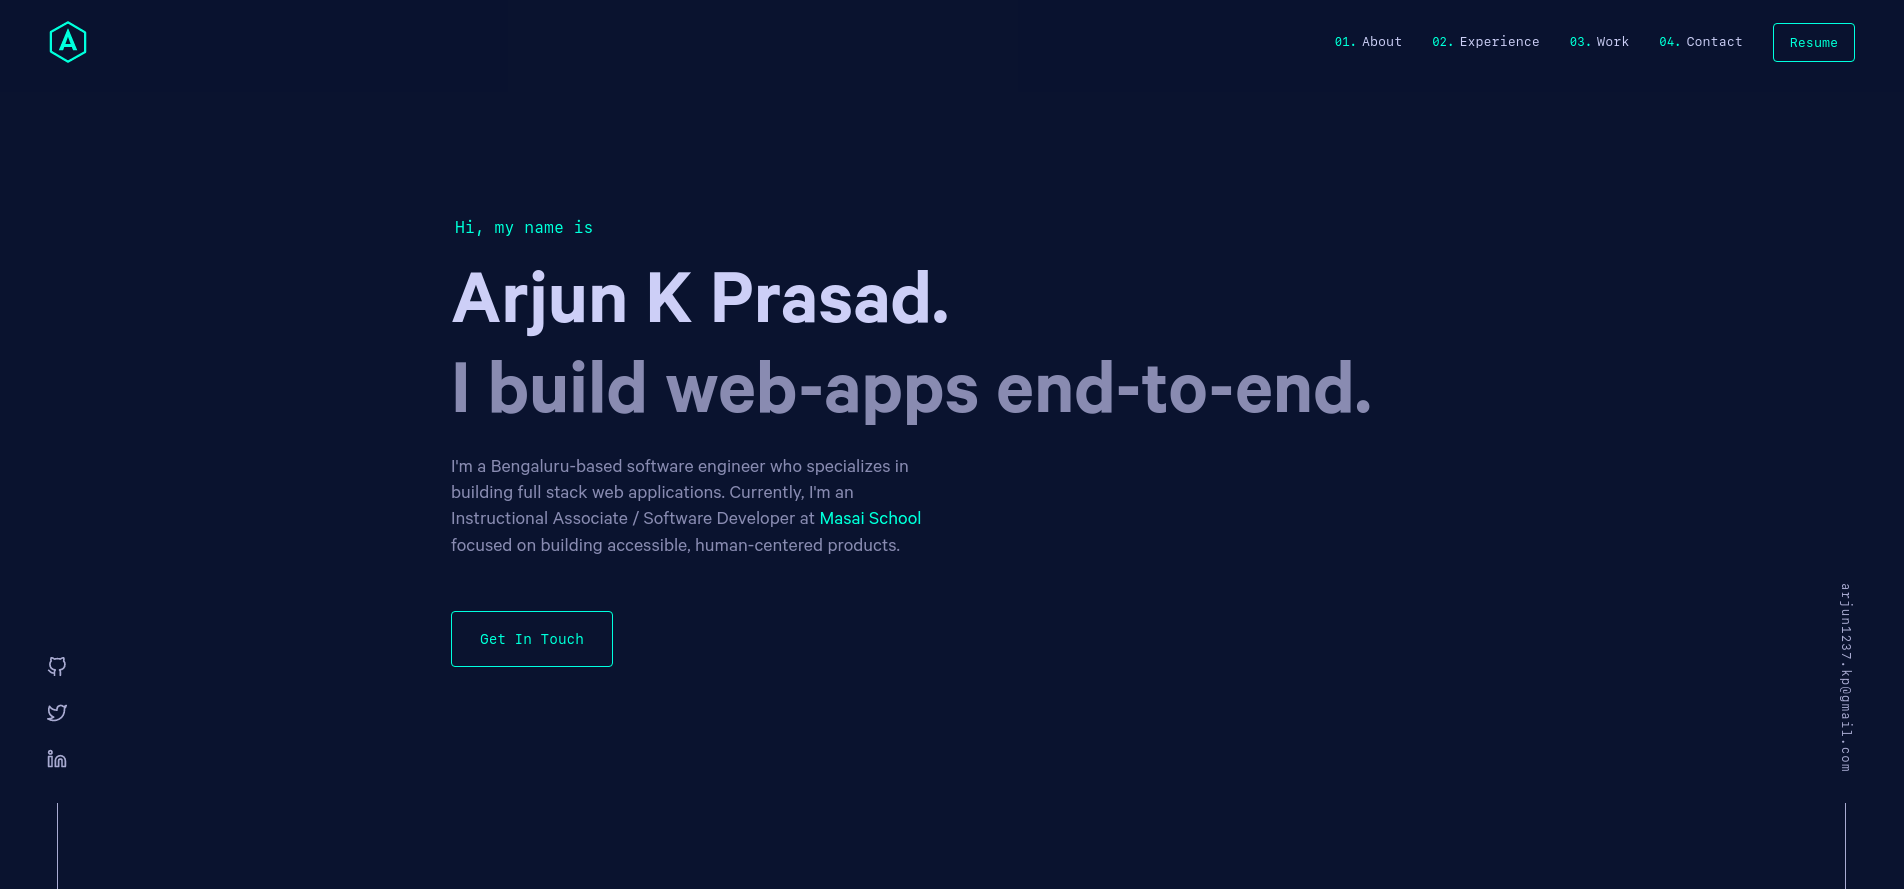 A
01. About
02. Experience
03. Work
04. Contact
Resume
Hi, my name is
Arjun K Prasad.
I build web-apps end-to-end.
I'm a Bengaluru-based software engineer who specializes in
building full stack web applications. Currently, I'm an
Instructional Associate / Software Developer at Masai School
focused on building accessible, human-centered products.
Get In Touch
arjun1237.kp@gmail.com